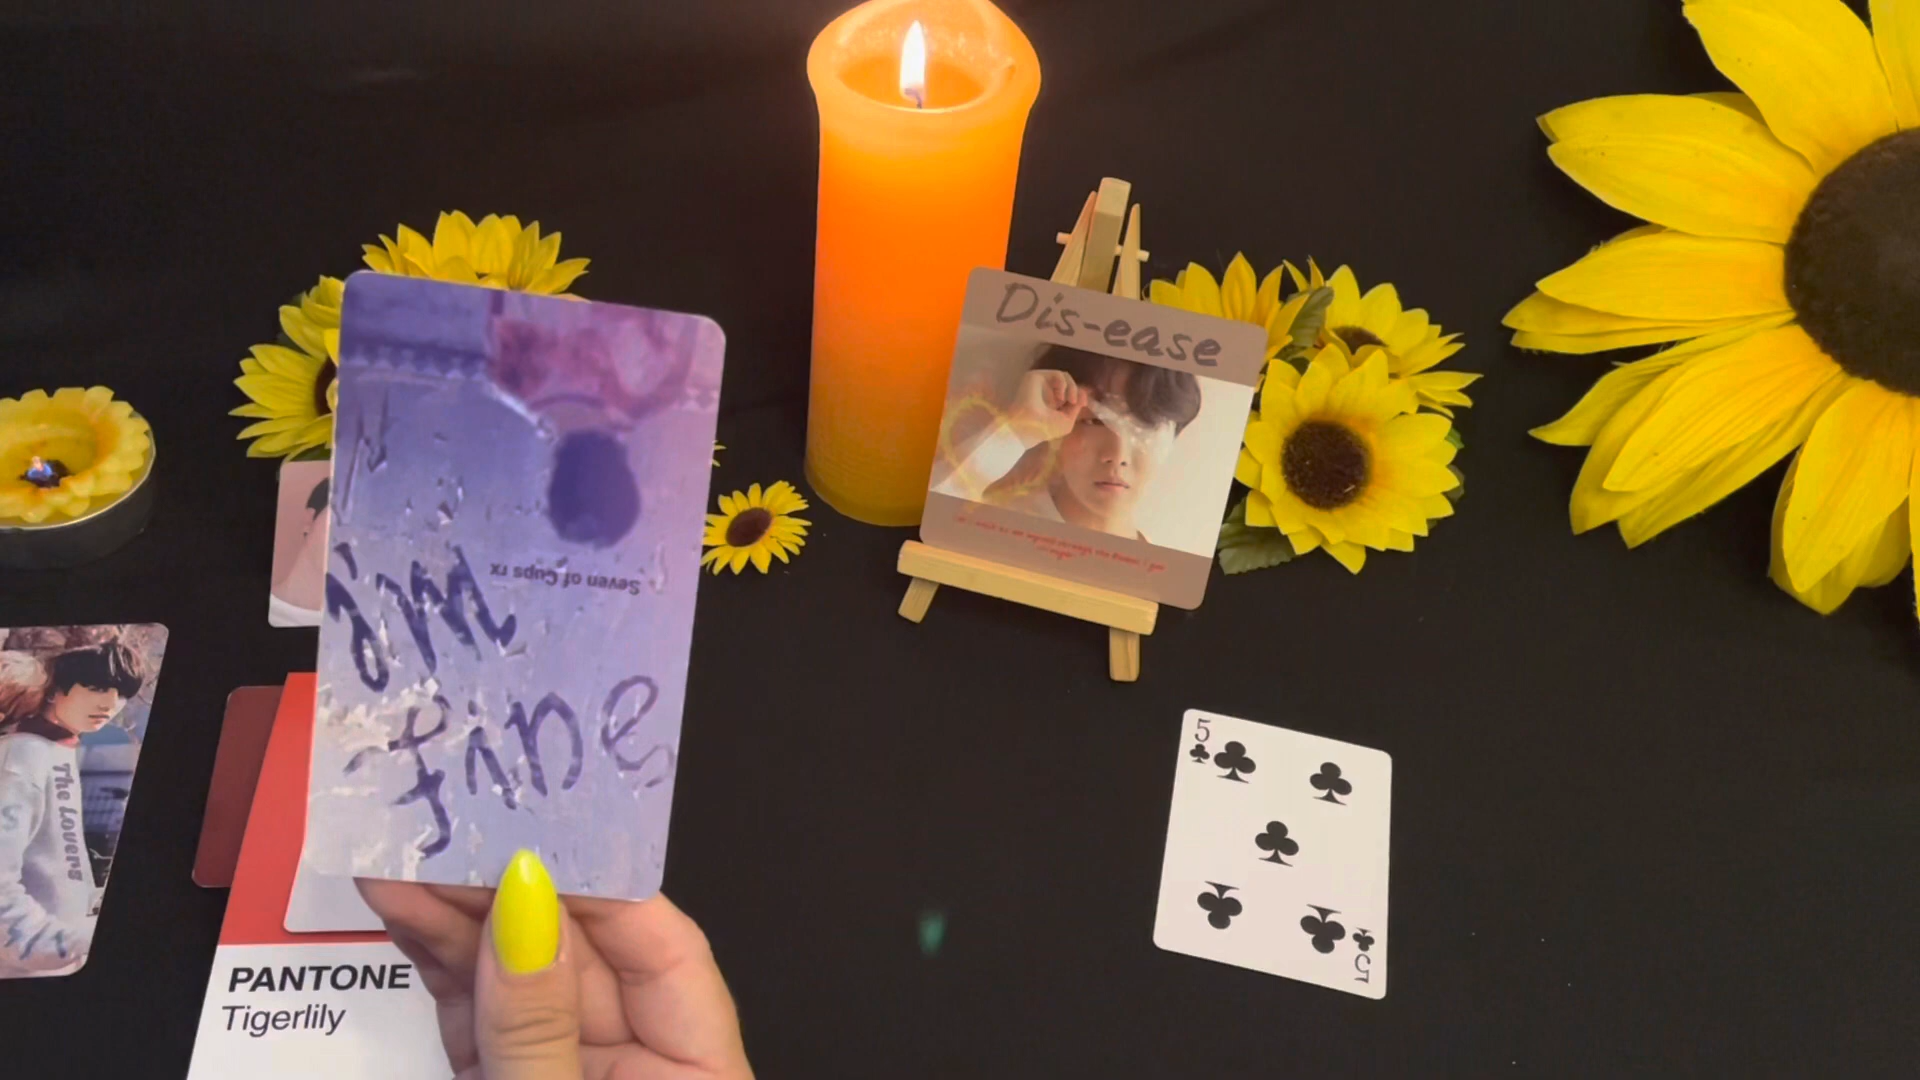 Dis-ease
Seven of Cups rx
i'm
fine
The Lovers
5
5
PANTONE
Tigerlily